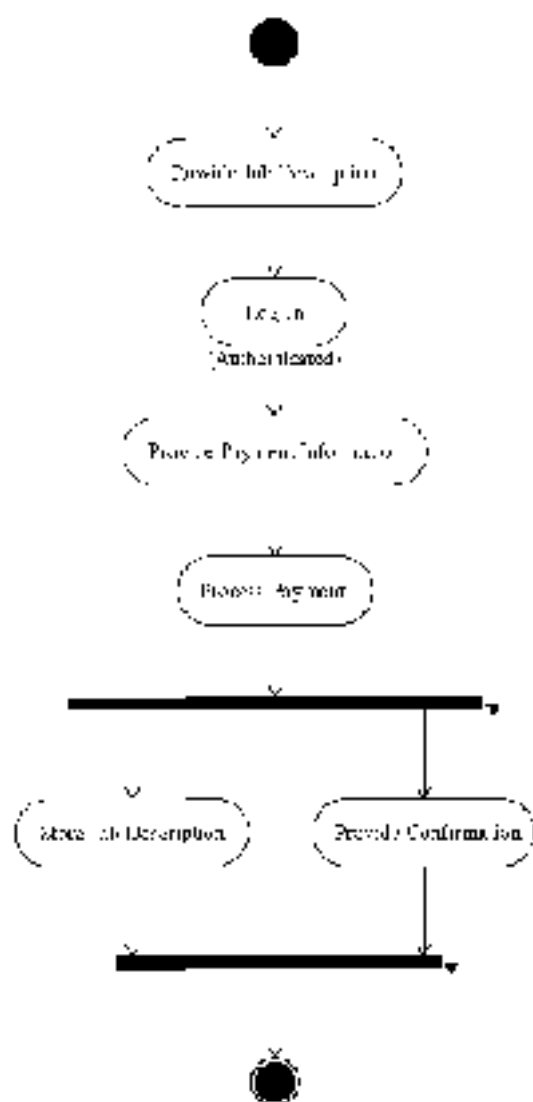 Provide Job Description
Log In
[Authenticated]
Provide Payment Information
Process Payment
Store Job Description
Provide Confirmation